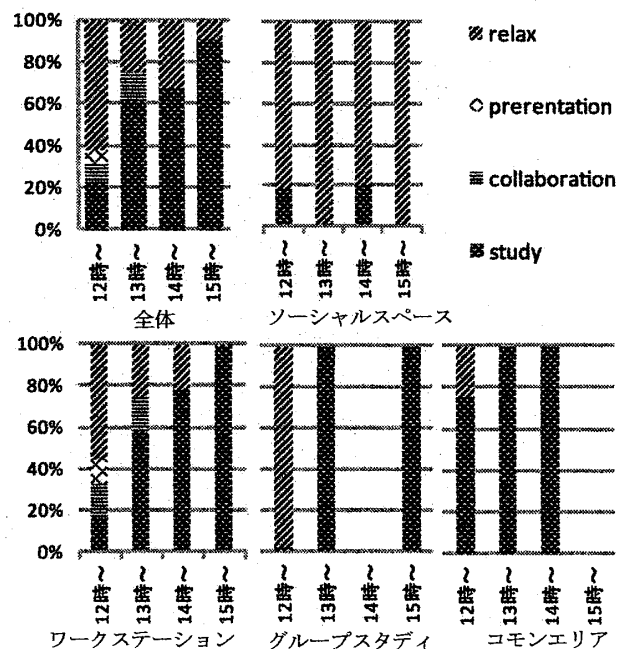 100%
80%
60%
40%
20%
0%
12時～
13時～
14時～
15時～
全体
12時～
13時～
14時～
15時～
ソーシャルスペース
relax
prerentation
collaboration
study
100%
80%
60%
40%
20%
0%
12時～
13時～
14時～
15時～
ワークステーション
12時～
13時～
14時～
15時～
グループスタディ
12時～
13時～
14時～
15時～
コモンエリア